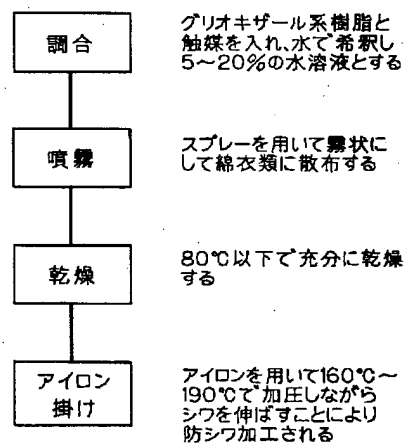 調合
グリオキザール系樹脂と
触媒を入れ、水で希釈し
5～20%の水溶液とする
噴霧
スプレーを用いて霧状に
して綿衣類に散布する
乾燥
80℃以下で充分に乾燥
する
アイロン
掛け
アイロンを用いて160℃～
190℃で加圧しながら
シワを伸ばすことにより
防シワ加工される